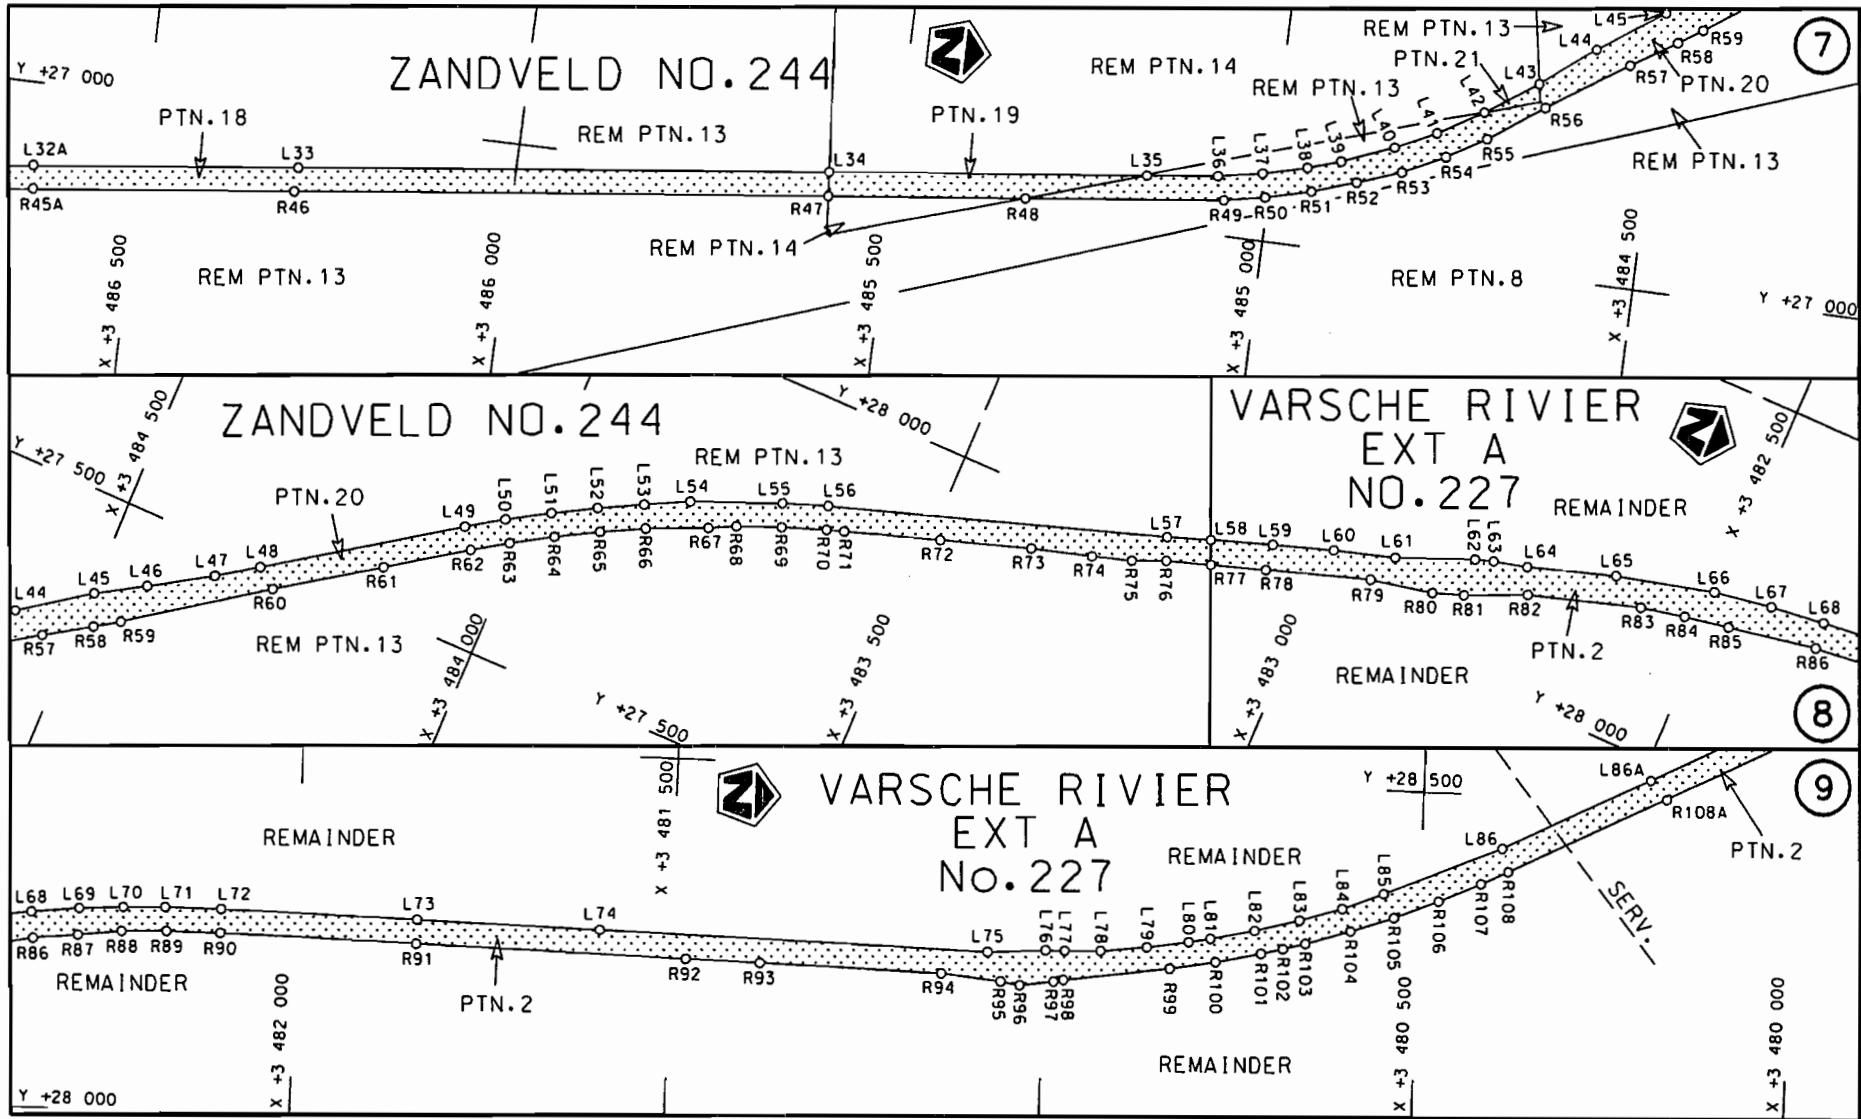 Y +27 000
ZANDVELD NO.244
REM PTN.14
REM PTN.13
L45
PTN.21
L44
L43
R59
R58
R57
PTN.20
7
PTN.18
REM PTN.13
PTN.19
REM PTN.13
L42
R56
REM PTN.13
L32A
L33
L34
L35
L36
L37
L38
L39
L40
L41
R45A
R46
R47
R48
R49
R50
R51
R52
R53
R54
R55
REM PTN.14
REM PTN.13
REM PTN.8
X +3 486 500
X +3 486 000
X +3 485 500
X +3 485 000
X +3 484 500
Y +27 000
ZANDVELD NO.244
Y +28 000
VARSCHE RIVIER
EXT A
NO.227
REMAINDER
X +3 482 500
Y +27 500
X +3 484 500
REM PTN.13
PTN.20
L44
L45
L46
L47
L48
L49
L50
L51
L52
L53
L54
L55
L56
L57
L58
L59
L60
L61
L62
L63
L64
L65
L66
L67
L68
R57
R58
R59
R60
R61
R62
R63
R64
R65
R66
R67
R68
R69
R70
R71
R72
R73
R74
R75
R76
R77
R78
R79
R80
R81
R82
R83
R84
R85
R86
REM PTN.13
PTN.2
REMAINDER
X +3 484 000
X +3 483 500
X +3 483 000
Y +28 000
8
Y +27 500
X +3 481 500
VARSCHE RIVIER
EXT A
No.227
Y +28 500
L86A
R108A
9
REMAINDER
REMAINDER
PTN.2
L68
L69
L70
L71
L72
L73
L74
L75
L76
L77
L78
L79
L80
L81
L82
L83
L84
L85
L86
SERV.
R86
R87
R88
R89
R90
R91
R92
R93
R94
R95
R96
R97
R98
R99
R100
R101
R102
R103
R104
R105
R106
R107
R108
REMAINDER
PTN.2
REMAINDER
X +3 482 000
X +3 480 500
X +3 480 000
Y +28 000